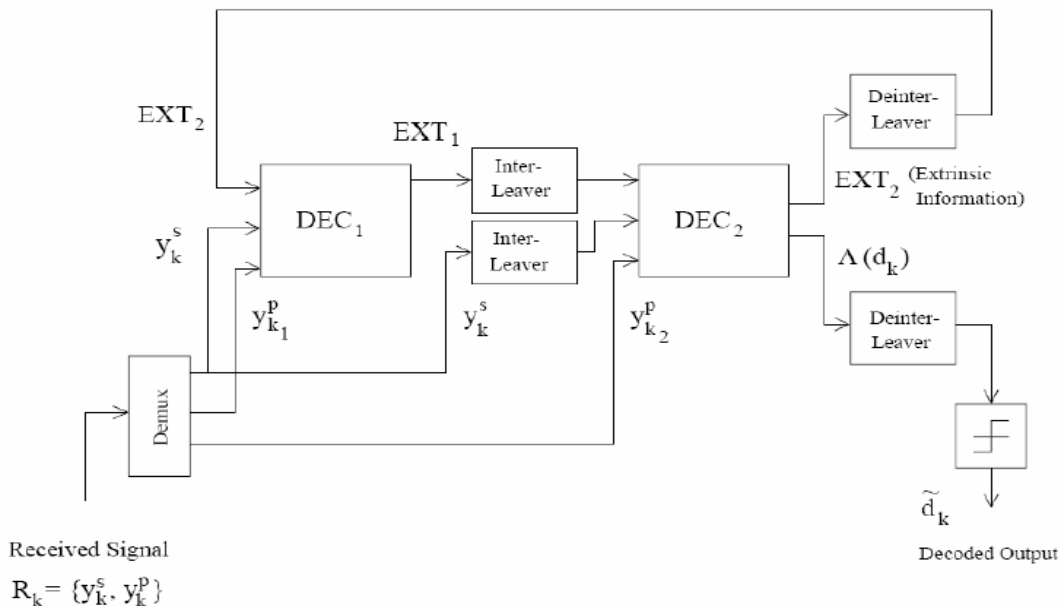 EXT₂
EXT₁
Deinter-
Leaver
Inter-
Leaver
EXT₂ (Extrinsic
Information)
DEC₁
DEC₂
yₖˢ
Inter-
Leaver
Λ (dₖ)
yₖ₁ᵖ
yₖˢ
yₖ₂ᵖ
Deinter-
Leaver
Demux
d̃ₖ
Received Signal
Decoded Output
Rₖ = {yₖˢ, yₖᵖ}